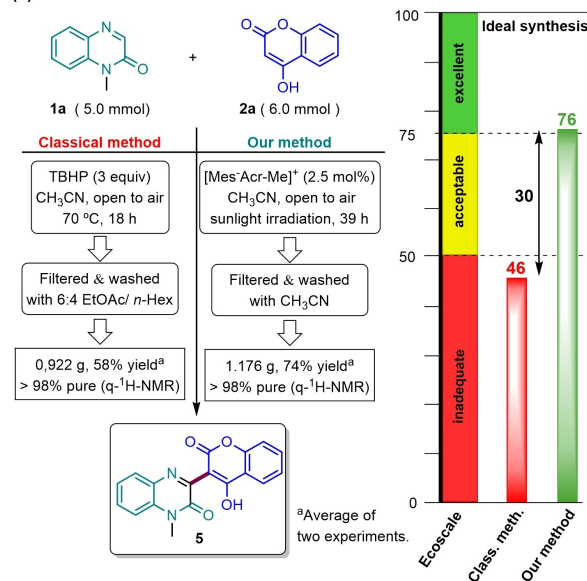 N
N
O
1a ( 5.0 mmol)
+
O
O
OH
2a ( 6.0 mmol )
Classical method
TBHP (3 equiv)
CH3CN, open to air
70 ºC, 18 h
Filtered & washed
with 6:4 EtOAc/ n-Hex
0,922 g, 58% yieldᵃ
> 98% pure (q-¹H-NMR)
Our method
[Mes-Acr-Me]⁺ (2.5 mol%)
CH3CN, open to air
sunlight irradiation, 39 h
Filtered & washed
with CH3CN
1.176 g, 74% yieldᵃ
> 98% pure (q-¹H-NMR)
O
O
N
N
O
OH
5
ᵃAverage of
two experiments.
100
75
50
0
excellent
acceptable
inadequate
Ideal synthesis
76
30
46
Ecoscale
Class. meth.
Our method